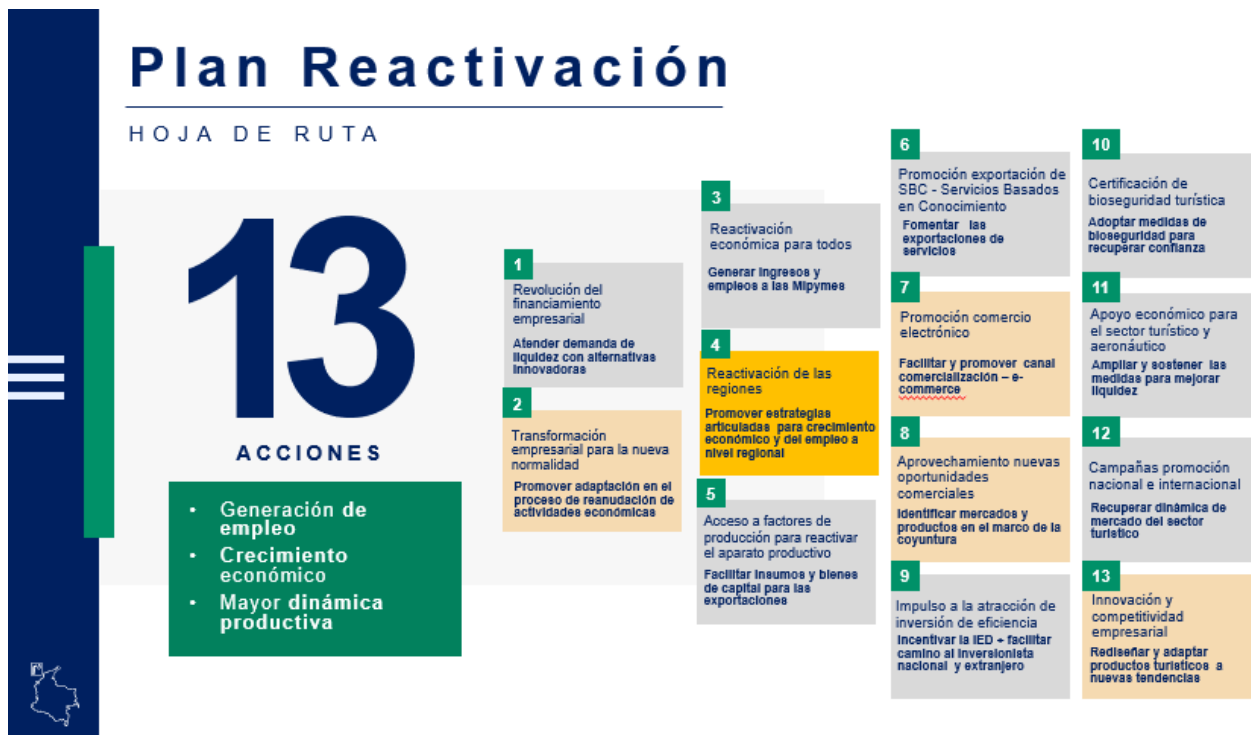 Plan Reactivación
HOJA DE RUTA
13
ACCIONES
• Generación de
empleo
• Crecimiento
económico
• Mayor dinámica
productiva
1
Revolución del
financiamiento
empresarial
Atender demanda de
liquidez con alternativas
innovadoras
2
Transformación
empresarial para la nueva
normalidad
Promover adaptación en el
proceso de reanudación de
actividades económicas
3
Reactivación
económica para todos
Generar ingresos y
empleos a las Mipymes
4
Reactivación de las
regiones
Promover estrategias
articuladas para crecimiento
económico y del empleo a
nivel regional
5
Acceso a factores de
producción para reactivar
el aparato productivo
Facilitar insumos y bienes
de capital para las
exportaciones
6
Promoción exportación de
SBC - Servicios Basados
en Conocimiento
Fomentar las
exportaciones de
servicios
7
Promoción comercio
electrónico
Facilitar y promover canal
comercialización – e-
commerce
8
Aprovechamiento nuevas
oportunidades
comerciales
Identificar mercados y
productos en el marco de la
coyuntura
9
Impulso a la atracción de
inversión de eficiencia
Incentivar la IED + facilitar
camino al inversionista
nacional y extranjero
10
Certificación de
bioseguridad turística
Adoptar medidas de
bioseguridad para
recuperar confianza
11
Apoyo económico para
el sector turístico y
aeronáutico
Ampliar y sostener las
medidas para mejorar
liquidez
12
Campañas promoción
nacional e internacional
Recuperar dinámica de
mercado del sector
turístico
13
Innovación y
competitividad
empresarial
Rediseñar y adaptar
productos turísticos a
nuevas tendencias